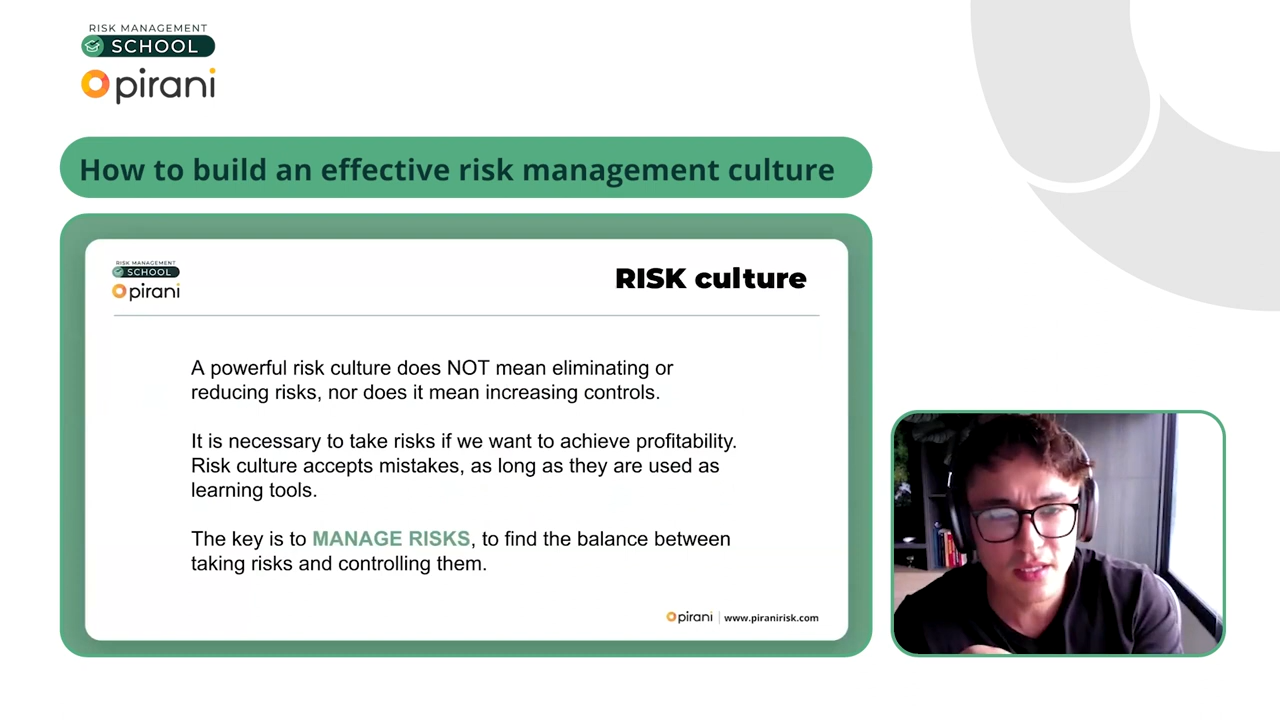 RISK MANAGEMENT
SCHOOL
pirani
How to build an effective risk management culture
RISK MANAGEMENT
SCHOOL
pirani
RISK culture
A powerful risk culture does NOT mean eliminating or
reducing risks, nor does it mean increasing controls.
It is necessary to take risks if we want to achieve profitability.
Risk culture accepts mistakes, as long as they are used as
learning tools.
The key is to MANAGE RISKS, to find the balance between
taking risks and controlling them.
pirani | www.piranirisk.com